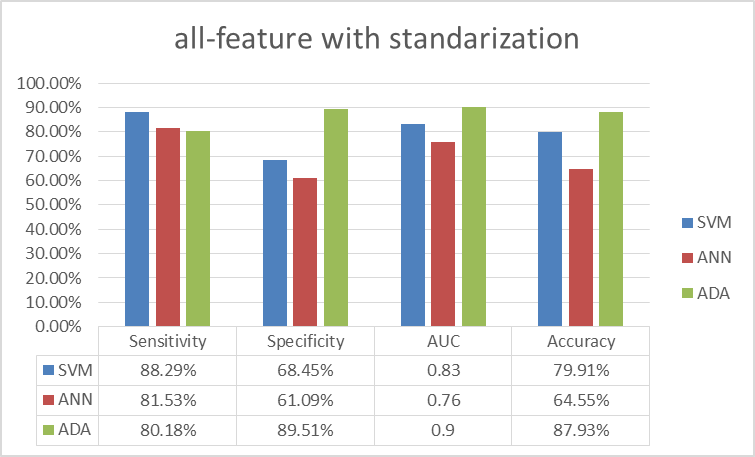 all-feature with standarization
100.00%
90.00%
80.00%
70.00%
60.00%
50.00%
40.00%
30.00%
20.00%
10.00%
0.00%
SVM
ANN
ADA
Sensitivity Specificity AUC Accuracy
SVM 88.29% 68.45% 0.83 79.91%
ANN 81.53% 61.09% 0.76 64.55%
ADA 80.18% 89.51% 0.9 87.93%